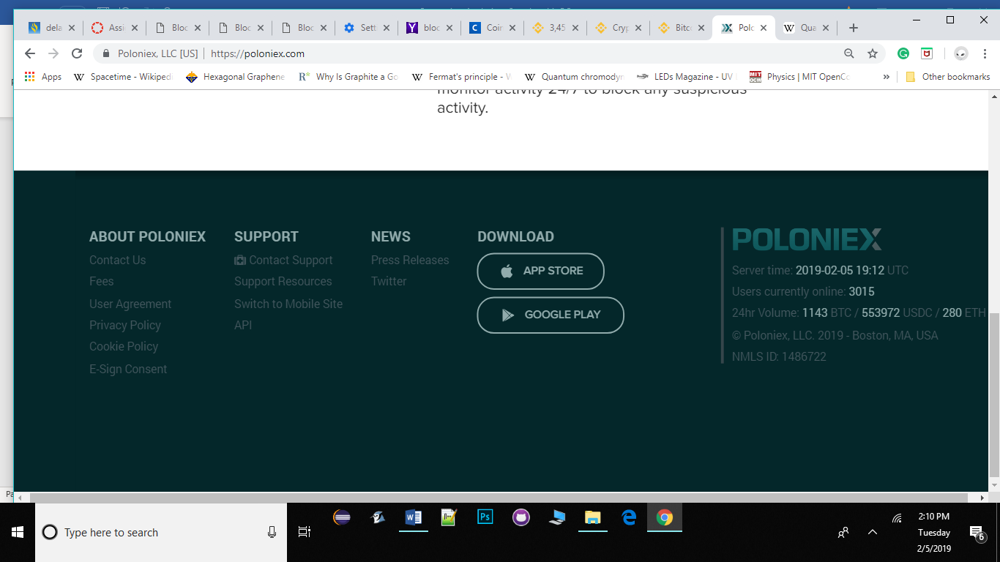 dela
Assi
Bloc
Bloc
Bloc
Sett
bloc
Coin
3,45
Cryp
Bitc
Polo
Qua
Poloniex, LLC [US] | https://poloniex.com
Apps
Spacetime - Wikiped
Hexagonal Graphene
Why Is Graphite a Go
Fermat's principle - W
Quantum chromodyn
LEDs Magazine - UV
Physics | MIT OpenCo
Other bookmarks
monitor activity 24/7 to block any suspicious
activity.
ABOUT POLONIEX
Contact Us
Fees
User Agreement
Privacy Policy
Cookie Policy
E-Sign Consent
SUPPORT
Contact Support
Support Resources
Switch to Mobile Site
API
NEWS
Press Releases
Twitter
DOWNLOAD
APP STORE
GOOGLE PLAY
POLONIEX
Server time: 2019-02-05 19:12 UTC
Users currently online: 3015
24hr Volume: 1143 BTC / 553972 USDC / 280 ETH
© Poloniex, LLC. 2019 - Boston, MA, USA
NMLS ID: 1486722
Type here to search
Ps
2:10 PM
Tuesday
2/5/2019
6